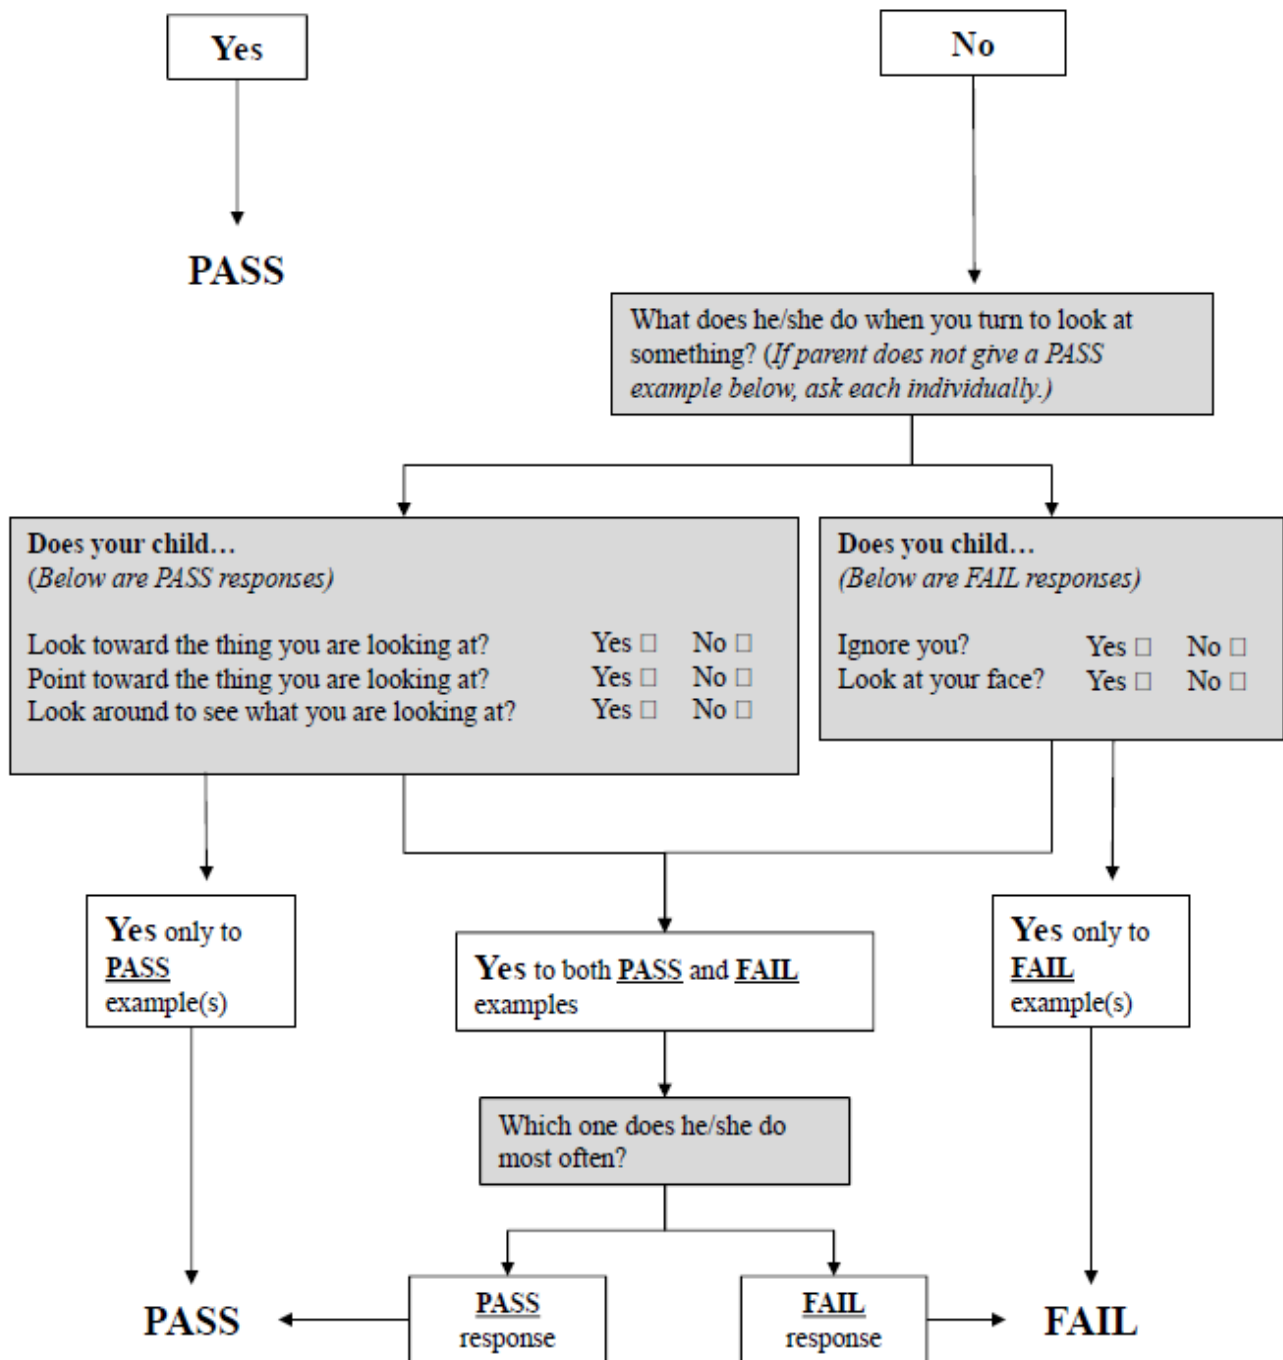 Yes
No
PASS
What does he/she do when you turn to look at
something? (If parent does not give a PASS
example below, ask each individually.)
Does your child…
(Below are PASS responses)
Look toward the thing you are looking at? Yes □ No □
Point toward the thing you are looking at? Yes □ No □
Look around to see what you are looking at? Yes □ No □
Does you child…
(Below are FAIL responses)
Ignore you? Yes □ No □
Look at your face? Yes □ No □
Yes only to
PASS
example(s)
Yes to both PASS and FAIL
examples
Yes only to
FAIL
example(s)
Which one does he/she do
most often?
PASS
PASS
response
FAIL
response
FAIL